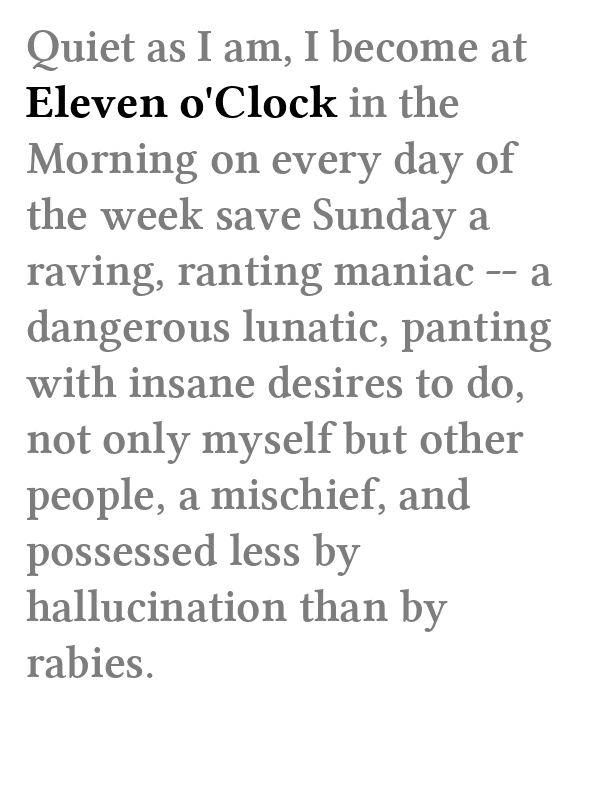 Quiet as I am, I become at
Eleven o'Clock in the
Morning on every day of
the week save Sunday a
raving, ranting maniac -- a
dangerous lunatic, panting
with insane desires to do,
not only myself but other
people, a mischief, and
possessed less by
hallucination than by
rabies.